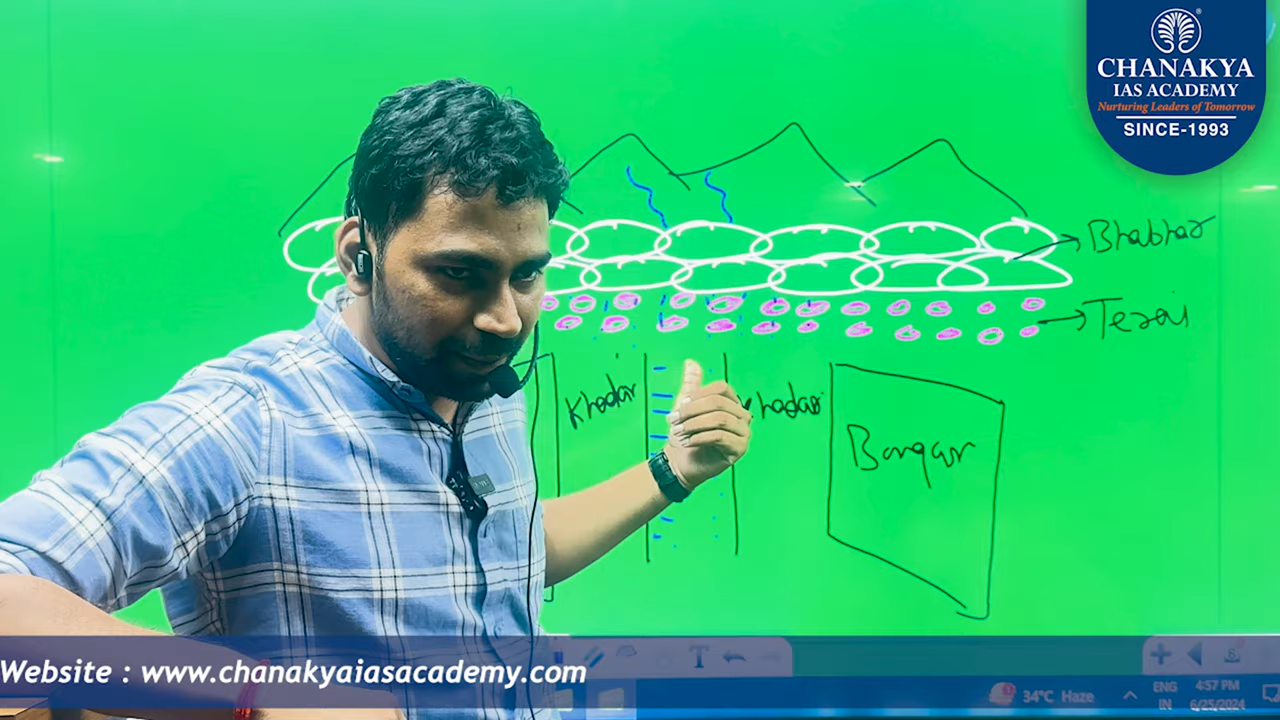 CHANAKYA
IAS ACADEMY
Nurturing Leaders of Tomorrow
SINCE-1993
Bhabhar
Terai
Khadar
hadar
Bangar
Website : www.chanakyaiasacademy.com
34°C Haze
ENG
IN
4:57 PM
6/25/2024